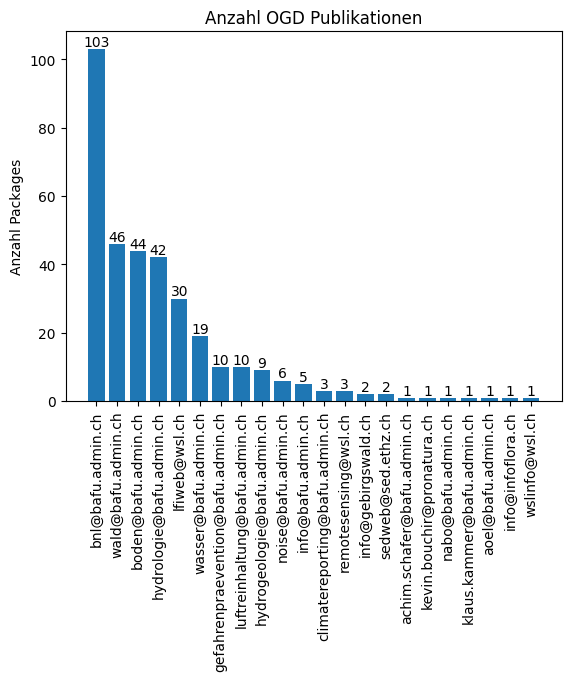 Anzahl OGD Publikationen
Anzahl Packages
100
80
60
40
20
0
103
46
44
42
30
19
10
10
9
6
5
3
3
2
2
1
1
1
1
1
1
1
bnl@bafu.admin.ch
wald@bafu.admin.ch
boden@bafu.admin.ch
hydrologie@bafu.admin.ch
lfiweb@wsl.ch
wasser@bafu.admin.ch
gefahrenpraevention@bafu.admin.ch
luftreinhaltung@bafu.admin.ch
hydrogeologie@bafu.admin.ch
noise@bafu.admin.ch
info@bafu.admin.ch
climatereporting@bafu.admin.ch
remotesensing@wsl.ch
info@gebirgswald.ch
sedweb@sed.ethz.ch
achim.schafer@bafu.admin.ch
kevin.bouchir@pronatura.ch
nabo@bafu.admin.ch
klaus.kammer@bafu.admin.ch
aoel@bafu.admin.ch
info@infoflora.ch
wslinfo@wsl.ch